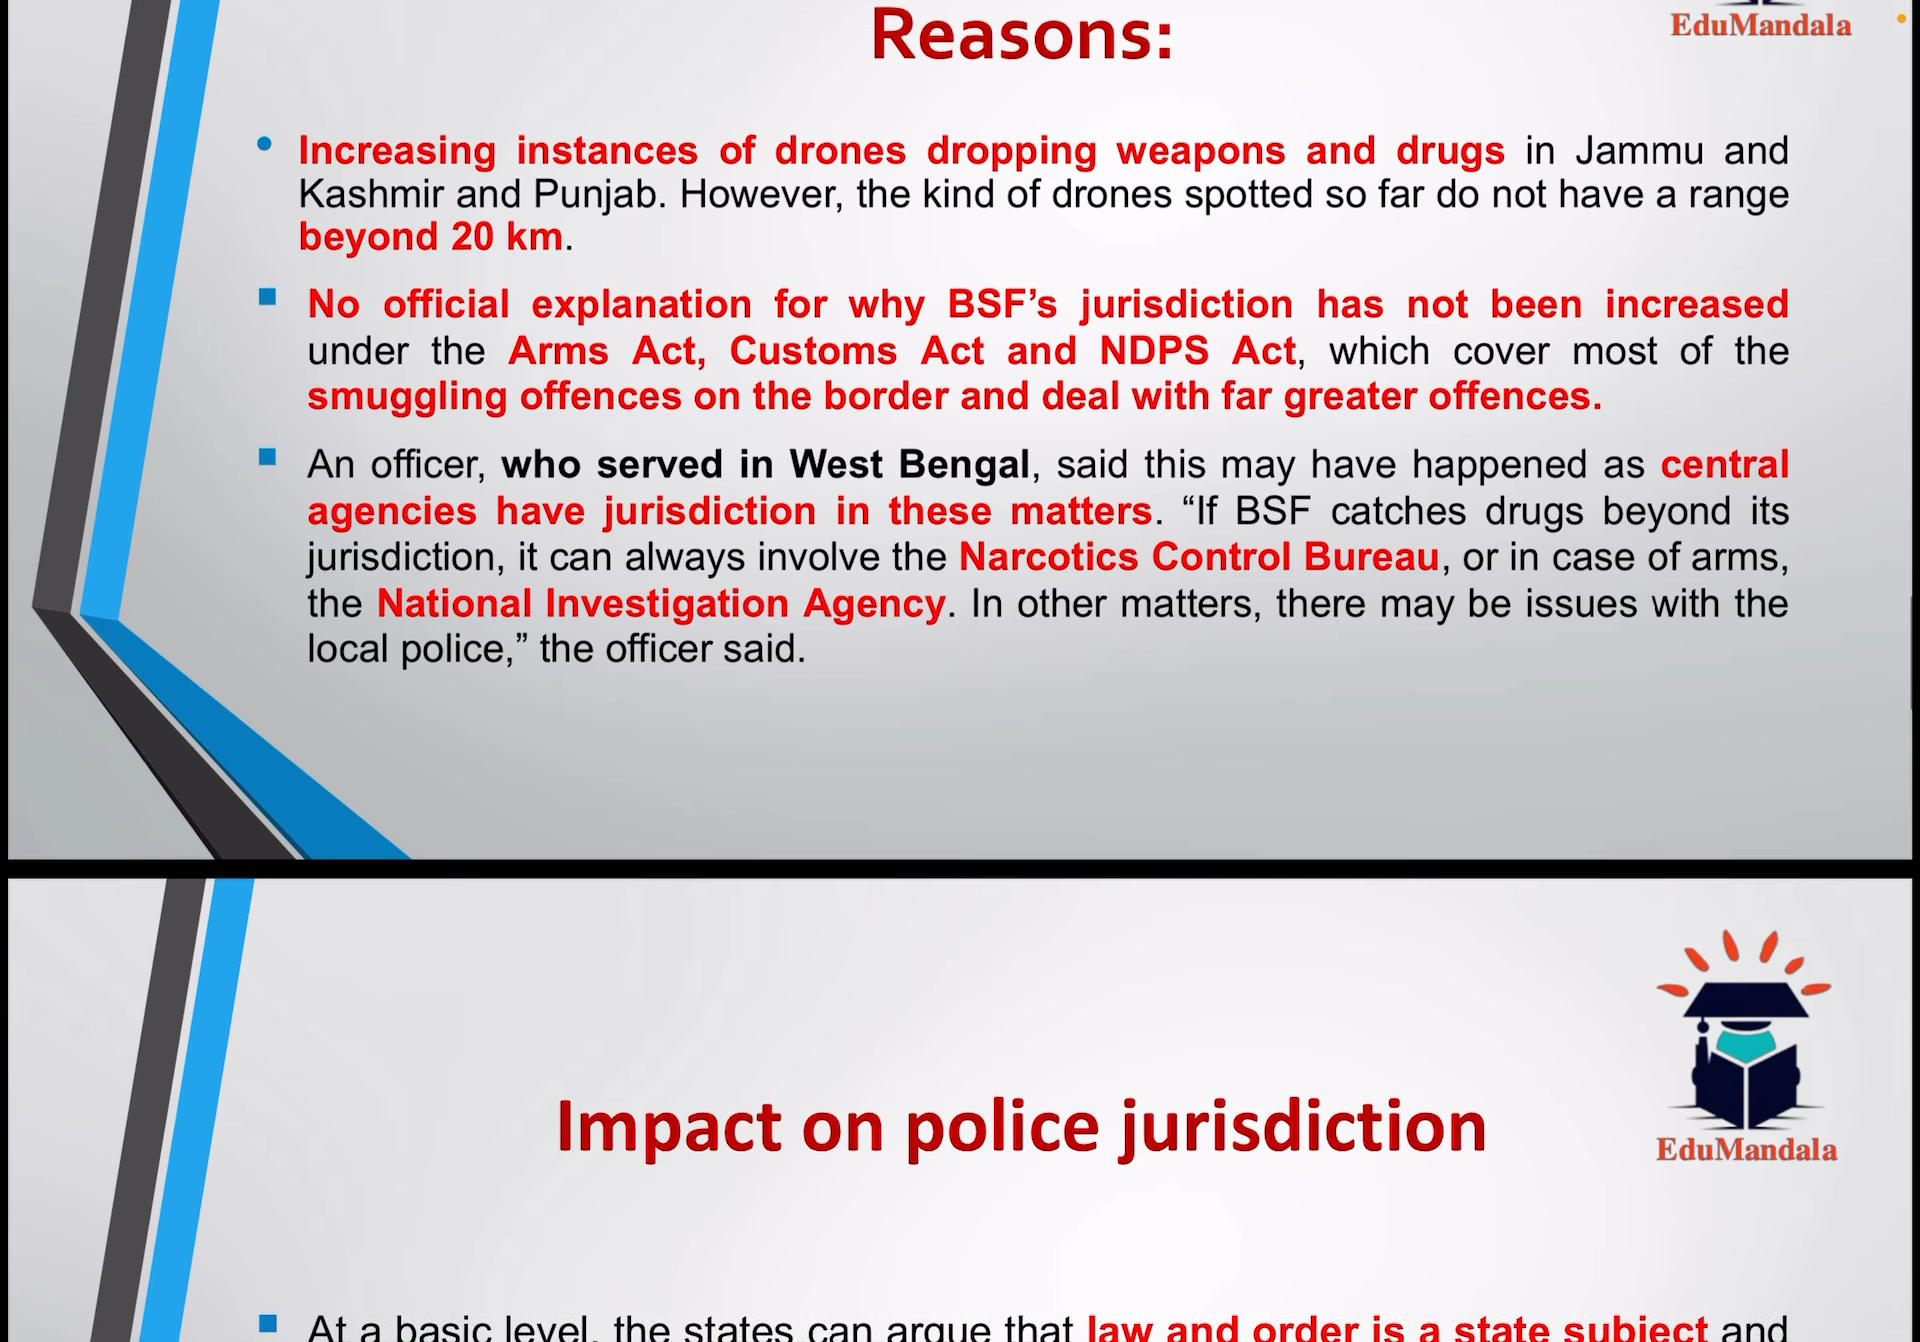 Reasons:
EduMandala
• Increasing instances of drones dropping weapons and drugs in Jammu and
Kashmir and Punjab. However, the kind of drones spotted so far do not have a range
beyond 20 km.
▪ No official explanation for why BSF’s jurisdiction has not been increased
under the Arms Act, Customs Act and NDPS Act, which cover most of the
smuggling offences on the border and deal with far greater offences.
▪ An officer, who served in West Bengal, said this may have happened as central
agencies have jurisdiction in these matters. “If BSF catches drugs beyond its
jurisdiction, it can always involve the Narcotics Control Bureau, or in case of arms,
the National Investigation Agency. In other matters, there may be issues with the
local police,” the officer said.
Impact on police jurisdiction
EduMandala
▪ At a basic level, the states can argue that law and order is a state subject and